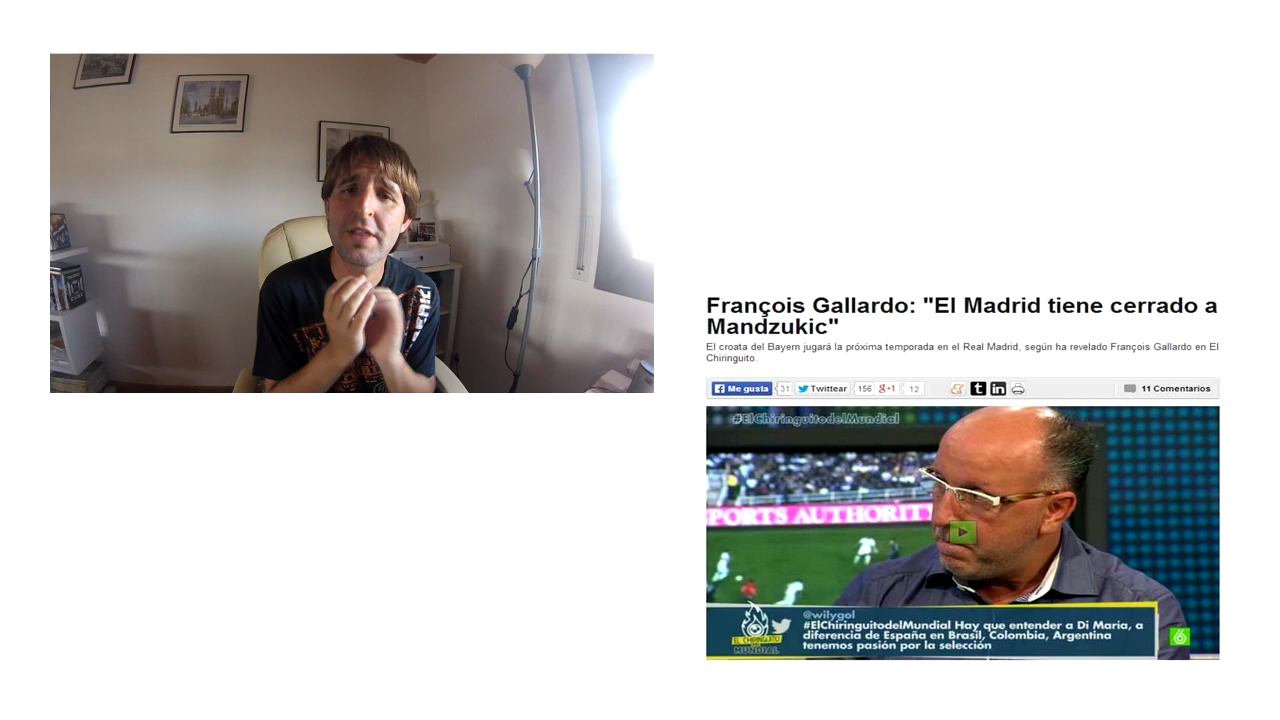 François Gallardo: "El Madrid tiene cerrado a
Mandzukic"
El croata del Bayern jugará la próxima temporada en el Real Madrid, según ha revelado François Gallardo en El
Chiringuito.
Me gusta 31 Twittear 156 g+1 12 t in 11 Comentarios
#ElChiringuitodelMundial
PORTS AUTHORITY
@wilygol
#ElChiringuitodelMundial Hay que entender a Di Maria, a
diferencia de España en Brasil, Colombia, Argentina
tenemos pasión por la selección
EL CHIRINGUITO
MUNDIAL
6